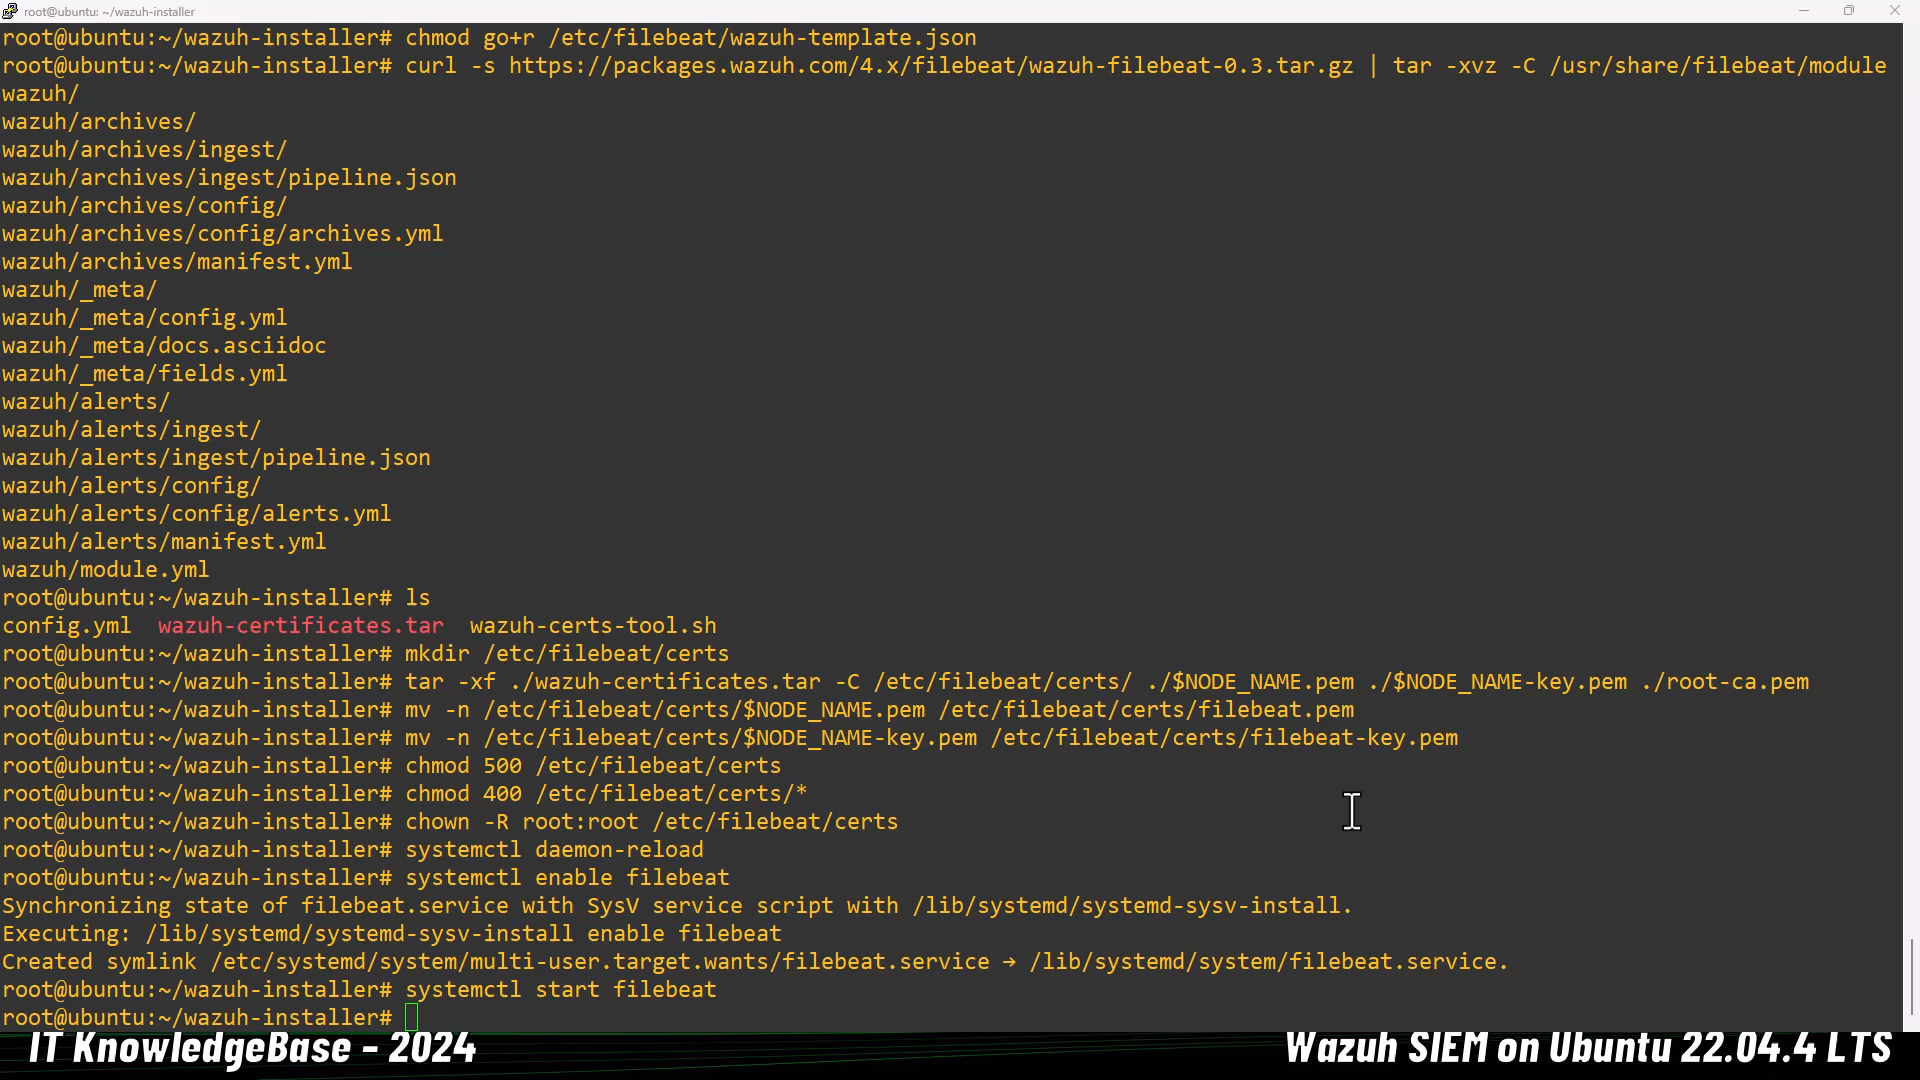 root@ubuntu: ~/wazuh-installer
root@ubuntu:~/wazuh-installer# chmod go+r /etc/filebeat/wazuh-template.json
root@ubuntu:~/wazuh-installer# curl -s https://packages.wazuh.com/4.x/filebeat/wazuh-filebeat-0.3.tar.gz | tar -xvz -C /usr/share/filebeat/module
wazuh/
wazuh/archives/
wazuh/archives/ingest/
wazuh/archives/ingest/pipeline.json
wazuh/archives/config/
wazuh/archives/config/archives.yml
wazuh/archives/manifest.yml
wazuh/_meta/
wazuh/_meta/config.yml
wazuh/_meta/docs.asciidoc
wazuh/_meta/fields.yml
wazuh/alerts/
wazuh/alerts/ingest/
wazuh/alerts/ingest/pipeline.json
wazuh/alerts/config/
wazuh/alerts/config/alerts.yml
wazuh/alerts/manifest.yml
wazuh/module.yml
root@ubuntu:~/wazuh-installer# ls
config.yml  wazuh-certificates.tar  wazuh-certs-tool.sh
root@ubuntu:~/wazuh-installer# mkdir /etc/filebeat/certs
root@ubuntu:~/wazuh-installer# tar -xf ./wazuh-certificates.tar -C /etc/filebeat/certs/ ./$NODE_NAME.pem ./$NODE_NAME-key.pem ./root-ca.pem
root@ubuntu:~/wazuh-installer# mv -n /etc/filebeat/certs/$NODE_NAME.pem /etc/filebeat/certs/filebeat.pem
root@ubuntu:~/wazuh-installer# mv -n /etc/filebeat/certs/$NODE_NAME-key.pem /etc/filebeat/certs/filebeat-key.pem
root@ubuntu:~/wazuh-installer# chmod 500 /etc/filebeat/certs
root@ubuntu:~/wazuh-installer# chmod 400 /etc/filebeat/certs/*
root@ubuntu:~/wazuh-installer# chown -R root:root /etc/filebeat/certs
root@ubuntu:~/wazuh-installer# systemctl daemon-reload
root@ubuntu:~/wazuh-installer# systemctl enable filebeat
Synchronizing state of filebeat.service with SysV service script with /lib/systemd/systemd-sysv-install.
Executing: /lib/systemd/systemd-sysv-install enable filebeat
Created symlink /etc/systemd/system/multi-user.target.wants/filebeat.service → /lib/systemd/system/filebeat.service.
root@ubuntu:~/wazuh-installer# systemctl start filebeat
root@ubuntu:~/wazuh-installer#
IT KnowledgeBase - 2024
Wazuh SIEM on Ubuntu 22.04.4 LTS